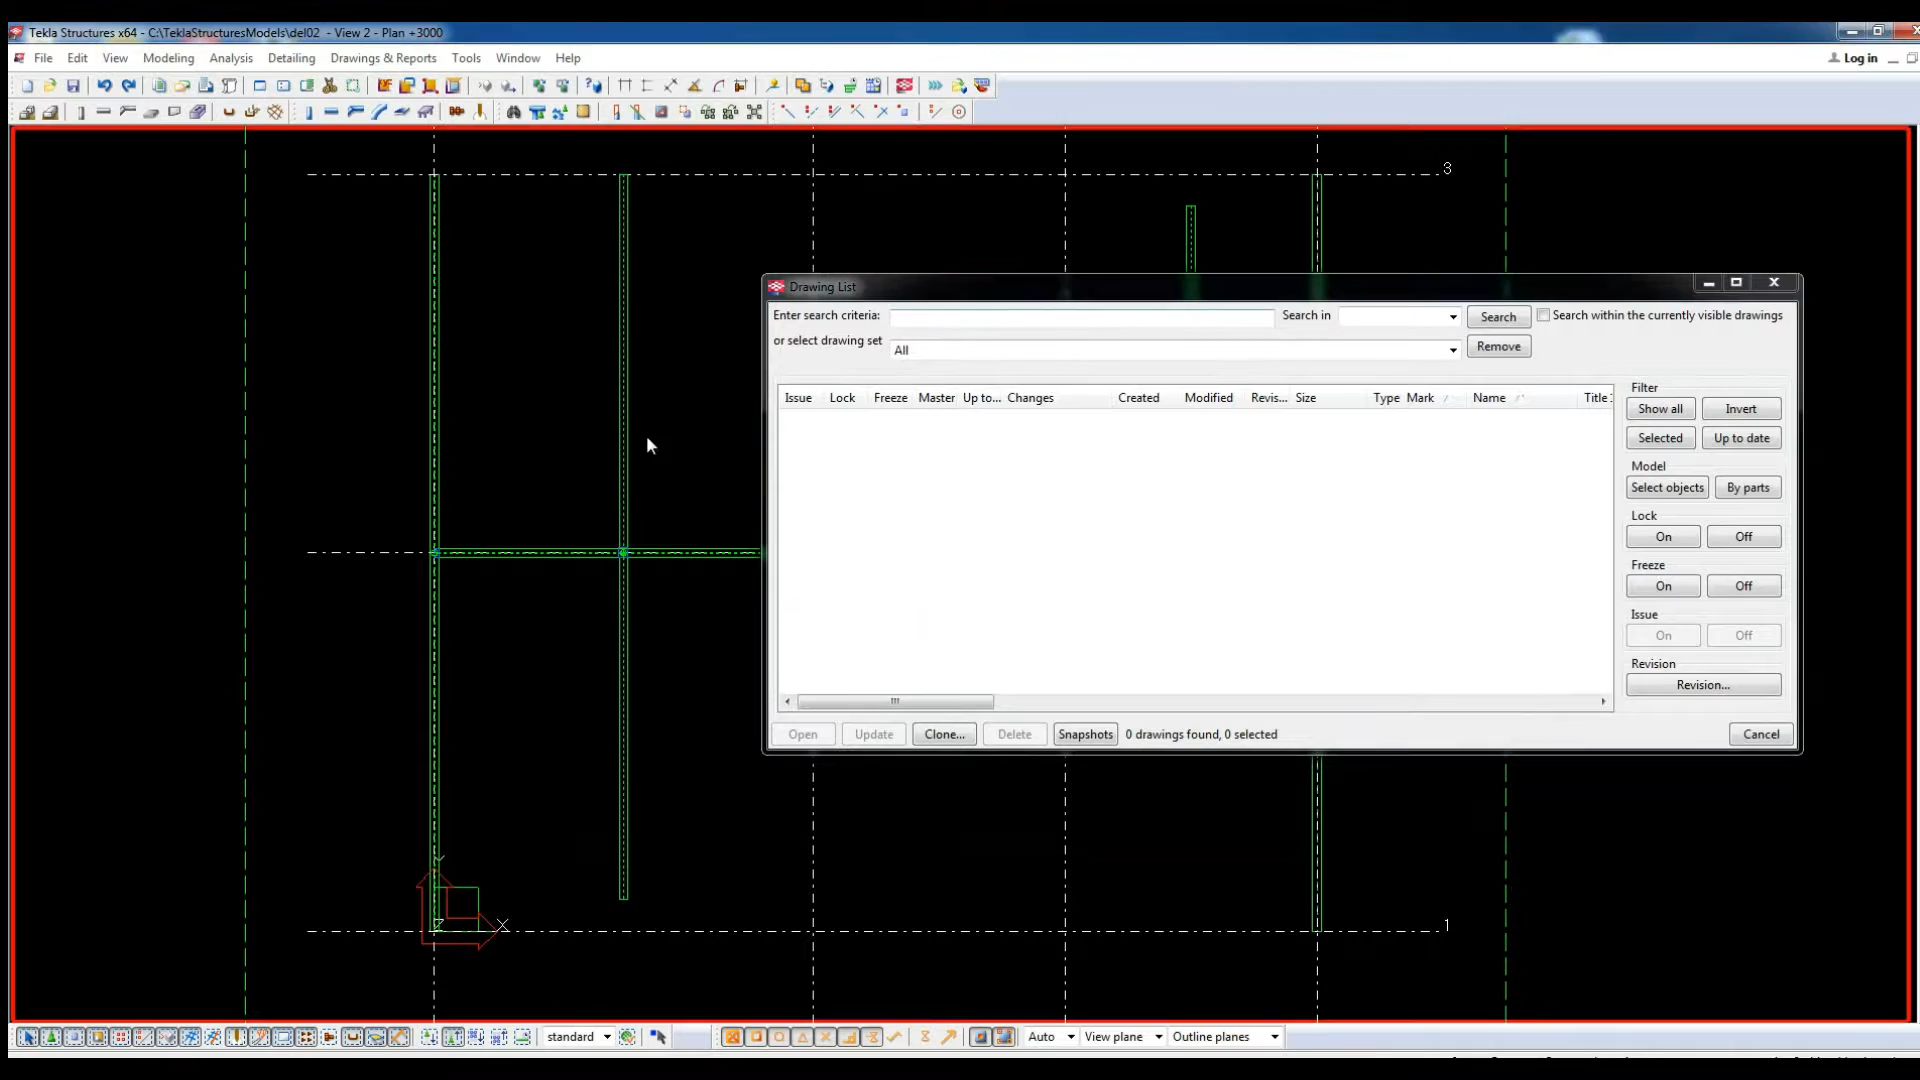 Tekla Structures x64 - C:\TeklaStructuresModels\del02 - View 2 - Plan +3000
File Edit View Modeling Analysis Detailing Drawings & Reports Tools Window Help
Log in
3
Drawing List
Enter search criteria: Search in Search Search within the currently visible drawings
or select drawing set All Remove
Issue Lock Freeze Master Up to... Changes Created Modified Revis... Size Type Mark Name Title
Filter
Show all Invert
Selected Up to date
Model
Select objects By parts
Lock
On Off
Freeze
On Off
Issue
On Off
Revision
Revision...
Open Update Clone... Delete Snapshots 0 drawings found, 0 selected Cancel
Z X
1
standard Auto View plane Outline planes